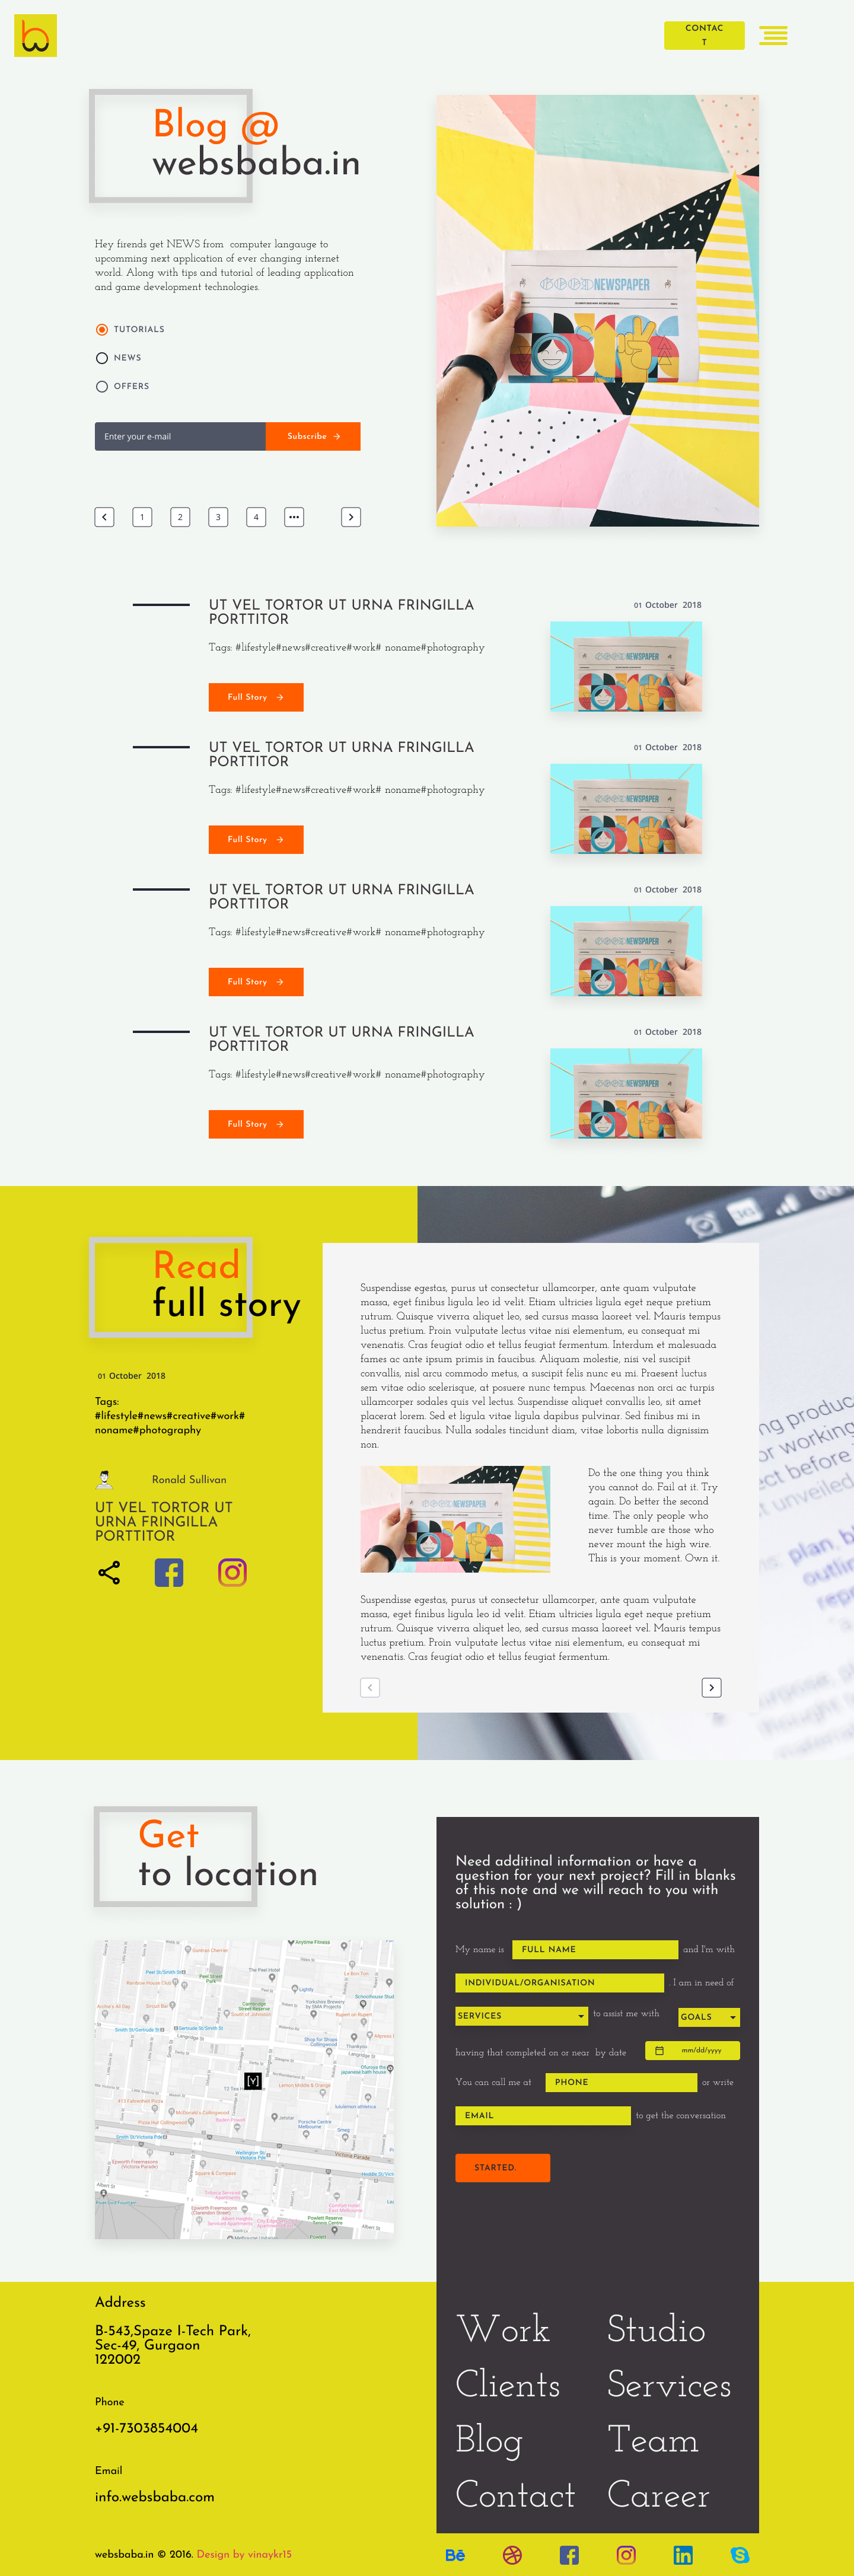 CONTAC
T
Blog @
websbaba.in
Hey firends get NEWS from computer langauge to
upcomming next application of ever changing internet
world. Along with tips and tutorial of leading application
and game development technologies.
TUTORIALS
NEWS
OFFERS
Enter your e-mail
Subscribe
1 2 3 4
NEWSPAPER
UT VEL TORTOR UT URNA FRINGILLA
PORTTITOR
Tags: #lifestyle#news#creative#work# noname#photography
Full Story
01 October 2018
NEWSPAPER
UT VEL TORTOR UT URNA FRINGILLA
PORTTITOR
Tags: #lifestyle#news#creative#work# noname#photography
Full Story
01 October 2018
NEWSPAPER
UT VEL TORTOR UT URNA FRINGILLA
PORTTITOR
Tags: #lifestyle#news#creative#work# noname#photography
Full Story
01 October 2018
NEWSPAPER
UT VEL TORTOR UT URNA FRINGILLA
PORTTITOR
Tags: #lifestyle#news#creative#work# noname#photography
Full Story
01 October 2018
NEWSPAPER
Read
full story
01 October 2018
Tags:
#lifestyle#news#creative#work#
noname#photography
Ronald Sullivan
UT VEL TORTOR UT
URNA FRINGILLA
PORTTITOR
3G
Suspendisse egestas, purus ut consectetur ullamcorper, ante quam vulputate
massa, eget finibus ligula leo id velit. Etiam ultricies ligula eget neque pretium
rutrum. Quisque viverra aliquet leo, sed cursus massa laoreet vel. Mauris tempus
luctus pretium. Proin vulputate lectus vitae nisi elementum, eu consequat mi
venenatis. Cras feugiat odio et tellus feugiat fermentum. Interdum et malesuada
fames ac ante ipsum primis in faucibus. Aliquam molestie, nisi vel suscipit
convallis, nisl arcu commodo metus, a suscipit felis nunc eu mi. Praesent luctus
sem vitae odio scelerisque, at posuere nunc tempus. Maecenas non orci ac turpis
ullamcorper sodales quis vel lectus. Suspendisse aliquet convallis leo, sit amet
placerat lorem. Sed et ligula vitae ligula dapibus pulvinar. Sed finibus mi in
hendrerit faucibus. Nulla sodales tincidunt diam, vitae lobortis nulla dignissim
non.
NEWSPAPER
Do the one thing you think
you cannot do. Fail at it. Try
again. Do better the second
time. The only people who
never tumble are those who
never mount the high wire.
This is your moment. Own it.
Suspendisse egestas, purus ut consectetur ullamcorper, ante quam vulputate
massa, eget finibus ligula leo id velit. Etiam ultricies ligula eget neque pretium
rutrum. Quisque viverra aliquet leo, sed cursus massa laoreet vel. Mauris tempus
luctus pretium. Proin vulputate lectus vitae nisi elementum, eu consequat mi
venenatis. Cras feugiat odio et tellus feugiat fermentum.
Get
to location
Need additinal information or have a
question for your next project? Fill in blanks
of this note and we will reach to you with
solution : )
My name is FULL NAME and I'm with
INDIVIDUAL/ORGANISATION . I am in need of
SERVICES to assist me with GOALS
having that completed on or near by date mm/dd/yyyy
You can call me at PHONE or write
EMAIL to get the conversation
STARTED.
Address
B-543,Spaze I-Tech Park,
Sec-49, Gurgaon
122002
Phone
+91-7303854004
Email
info.websbaba.com
websbaba.in © 2016. Design by vinaykr15
Work Studio
Clients Services
Blog Team
Contact Career
Bē